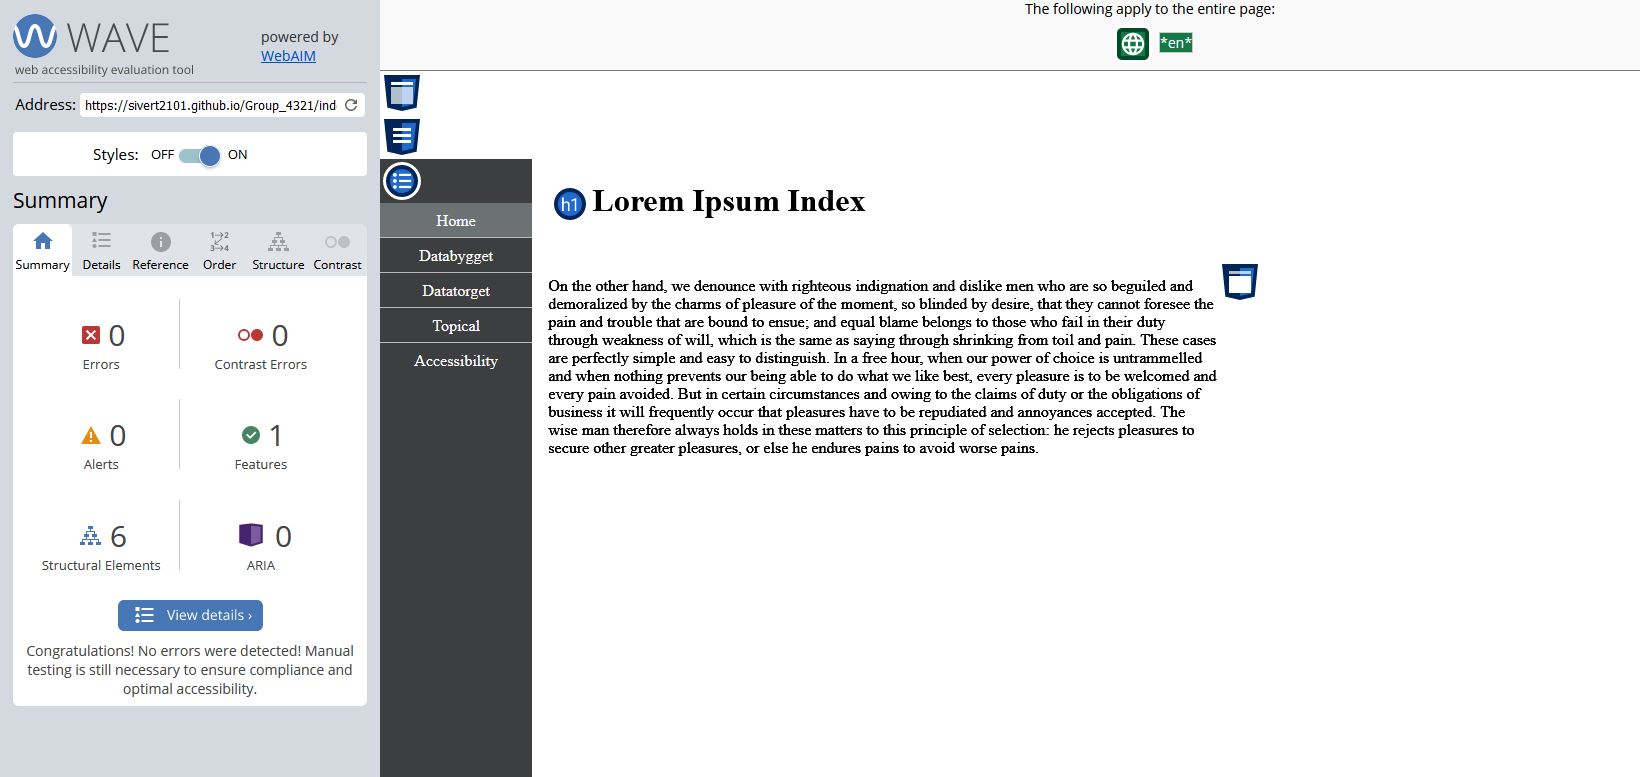 WAVE
web accessibility evaluation tool
powered by
WebAIM
Address: https://sivert2101.github.io/Group_4321/ind
Styles: OFF ON
Summary
Summary Details Reference Order Structure Contrast
0 0
Errors Contrast Errors
0 1
Alerts Features
6 0
Structural Elements ARIA
View details ›
Congratulations! No errors were detected! Manual
testing is still necessary to ensure compliance and
optimal accessibility.
The following apply to the entire page:
*en*
Home
Databygget
Datatorget
Topical
Accessibility
h1 Lorem Ipsum Index
On the other hand, we denounce with righteous indignation and dislike men who are so beguiled and
demoralized by the charms of pleasure of the moment, so blinded by desire, that they cannot foresee the
pain and trouble that are bound to ensue; and equal blame belongs to those who fail in their duty
through weakness of will, which is the same as saying through shrinking from toil and pain. These cases
are perfectly simple and easy to distinguish. In a free hour, when our power of choice is untrammelled
and when nothing prevents our being able to do what we like best, every pleasure is to be welcomed and
every pain avoided. But in certain circumstances and owing to the claims of duty or the obligations of
business it will frequently occur that pleasures have to be repudiated and annoyances accepted. The
wise man therefore always holds in these matters to this principle of selection: he rejects pleasures to
secure other greater pleasures, or else he endures pains to avoid worse pains.